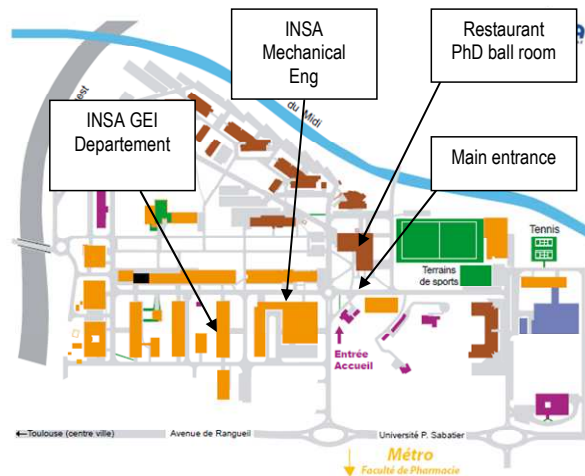 INSA
Mechanical
Eng
Restaurant
PhD ball room
INSA GEI
Departement
Main entrance
du Midi
Tennis
Terrains
de sports
Entrée
Accueil
←Toulouse (centre ville)
Avenue de Rangueil
Université P. Sabatier
Métro
Faculté de Pharmacie